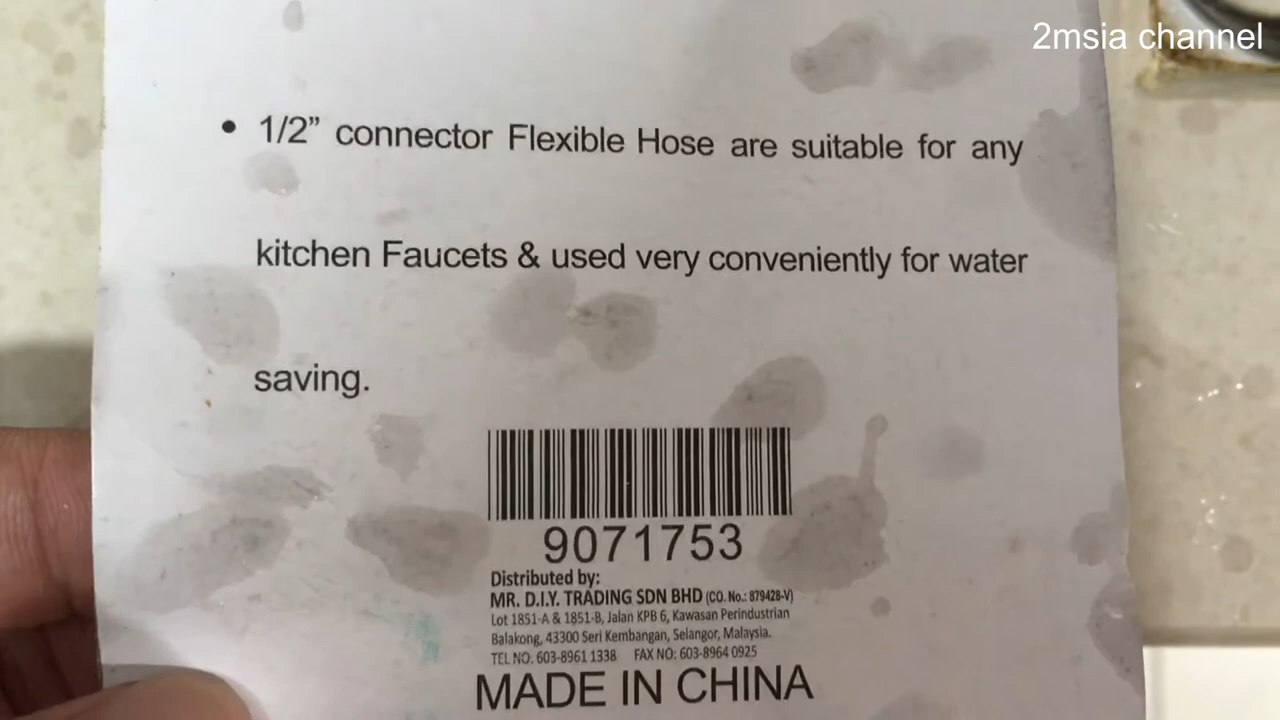 2msia channel
• 1/2” connector Flexible Hose are suitable for any
kitchen Faucets & used very conveniently for water
saving.
9071753
Distributed by:
MR. D.I.Y. TRADING SDN BHD (CO. No.: 879428-V)
Lot 1851-A & 1851-B, Jalan KPB 6, Kawasan Perindustrian
Balakong, 43300 Seri Kembangan, Selangor, Malaysia.
TEL NO. 603-8961 1338 FAX NO: 603-8964 0925
MADE IN CHINA